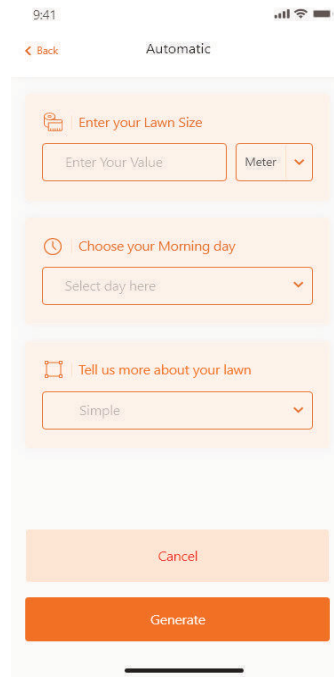 9:41
Back
Automatic
Enter your Lawn Size
Enter Your Value
Meter
Choose your Morning day
Select day here
Tell us more about your lawn
Simple
Cancel
Generate